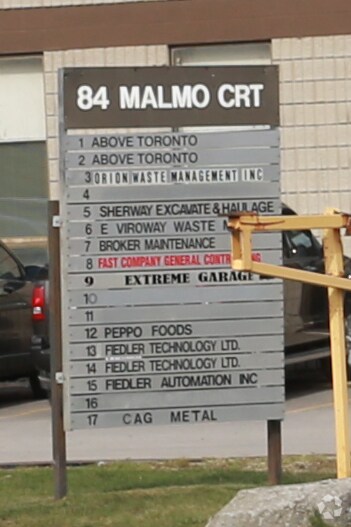 84 MALMO CRT
1 ABOVE TORONTO
2 ABOVE TORONTO
3 ORION WASTE MANAGEMENT INC
4
5 SHERWAY EXCAVATE & HAULAGE
6 E VIROWAY WASTE
7 BROKER MAINTENANCE
8 FAST COMPANY GENERAL
9 EXTREME GARAGE
10
11
12 PEPPO FOODS
13 FIEDLER TECHNOLOGY LTD.
14 FIEDLER TECHNOLOGY LTD.
15 FIEDLER AUTOMATION INC
16
17 CAG METAL